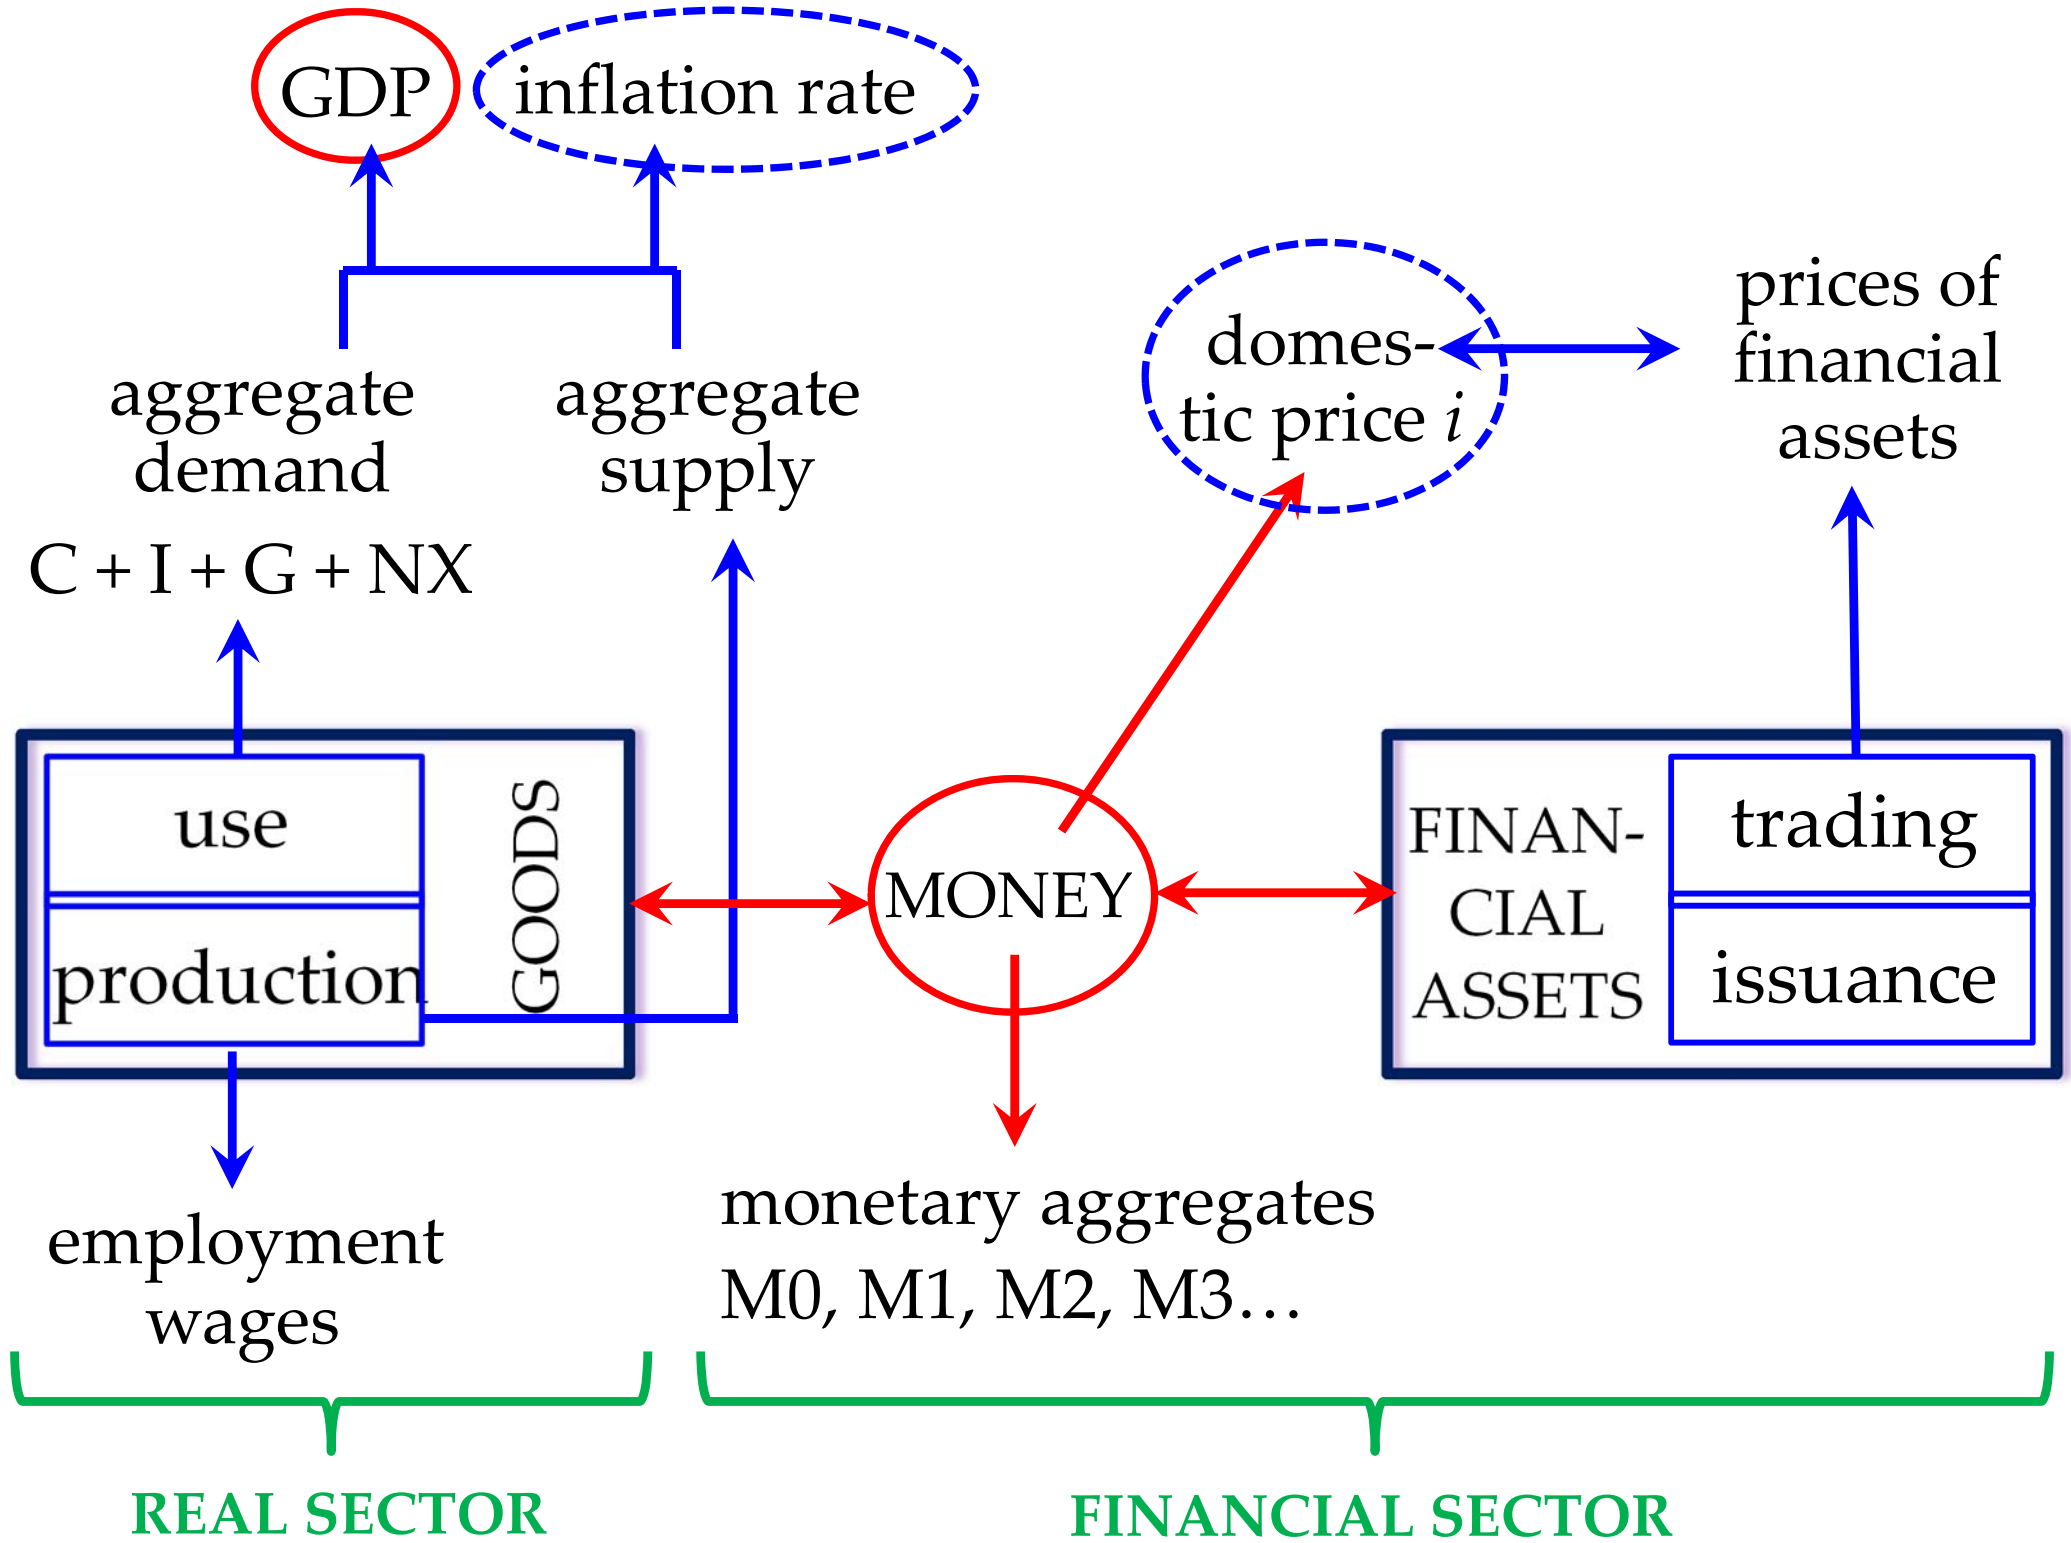 GDP
inflation rate
domes-
tic price i
prices of
financial
assets
aggregate
demand
C + I + G + NX
aggregate
supply
use
production
GOODS
MONEY
FINAN-
CIAL
ASSETS
trading
issuance
employment
wages
monetary aggregates
M0, M1, M2, M3…
REAL SECTOR
FINANCIAL SECTOR